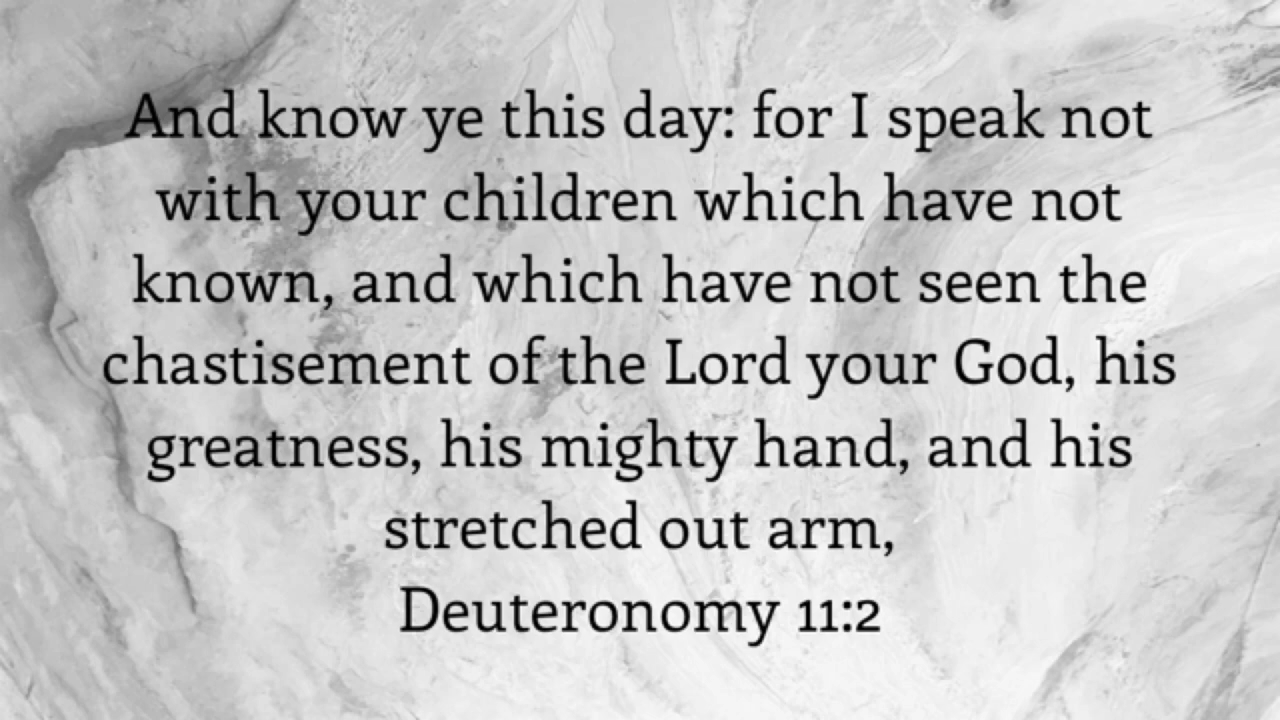 And know ye this day: for I speak not
with your children which have not
known, and which have not seen the
chastisement of the Lord your God, his
greatness, his mighty hand, and his
stretched out arm,
Deuteronomy 11:2